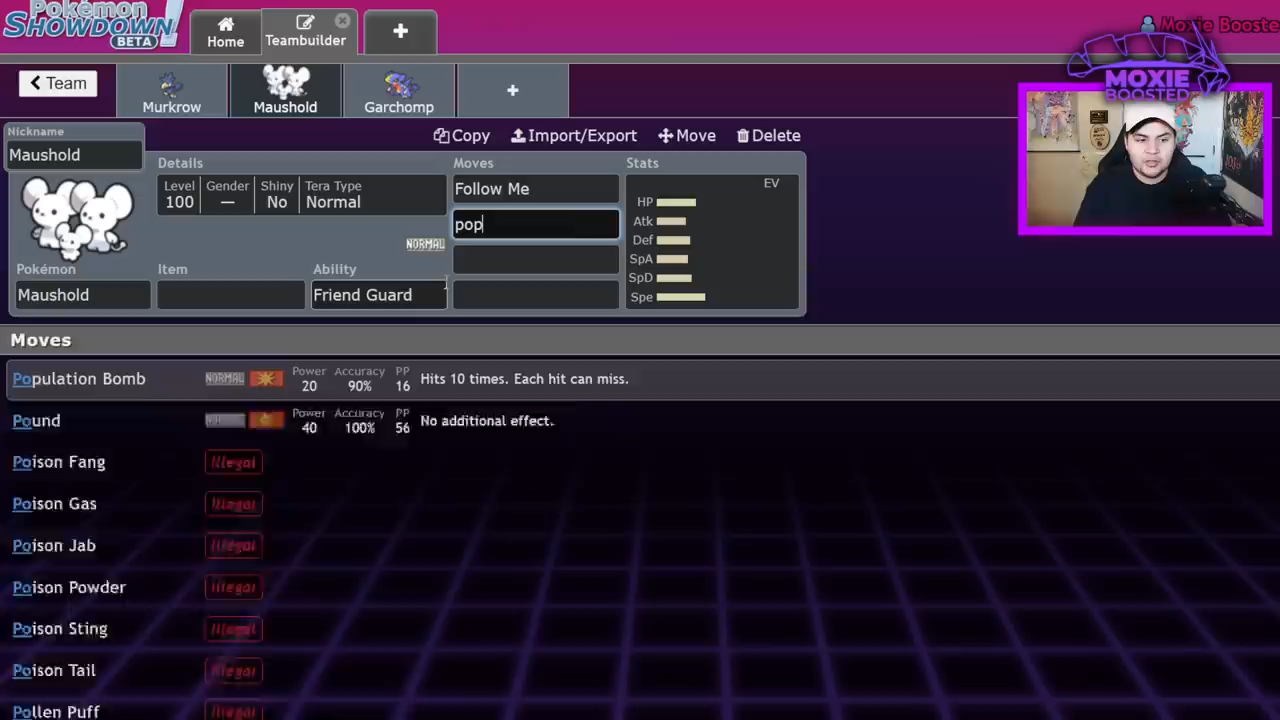 Pokémon
SHOWDOWN!
BETA
Home
Teambuilder
Moxie Booste
Team
Murkrow
Maushold
Garchomp
MOXIE
BOOSTED
Nickname
Maushold
Copy
Import/Export
Move
Delete
Details
Moves
Stats
Level
Gender
Shiny
Tera Type
100
—
No
Normal
Follow Me
pop
EV
HP
Atk
Def
SpA
SpD
Spe
NORMAL
Pokémon
Item
Ability
Maushold
Friend Guard
Moves
Population Bomb NORMAL Power 20 Accuracy 90% PP 16 Hits 10 times. Each hit can miss.
Pound Power 40 Accuracy 100% PP 56 No additional effect.
Poison Fang Illegal
Poison Gas Illegal
Poison Jab Illegal
Poison Powder Illegal
Poison Sting Illegal
Poison Tail Illegal
Pollen Puff